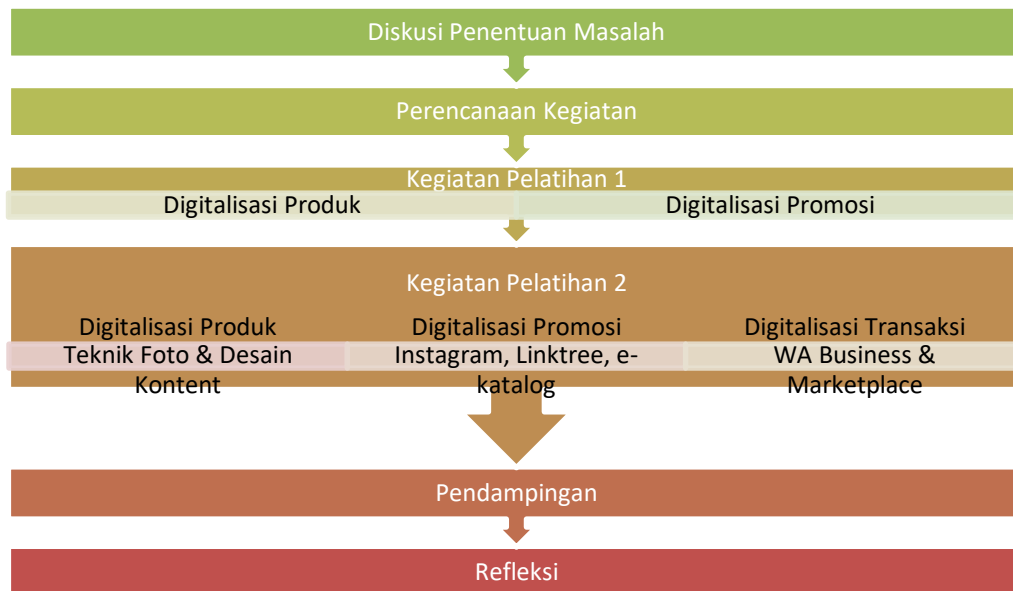 Diskusi Penentuan Masalah
Perencanaan Kegiatan
Kegiatan Pelatihan 1
Digitalisasi Produk
Digitalisasi Promosi
Kegiatan Pelatihan 2
Digitalisasi Produk
Teknik Foto & Desain
Kontent
Digitalisasi Promosi
Instagram, Linktree, e-
katalog
Digitalisasi Transaksi
WA Business &
Marketplace
Pendampingan
Refleksi